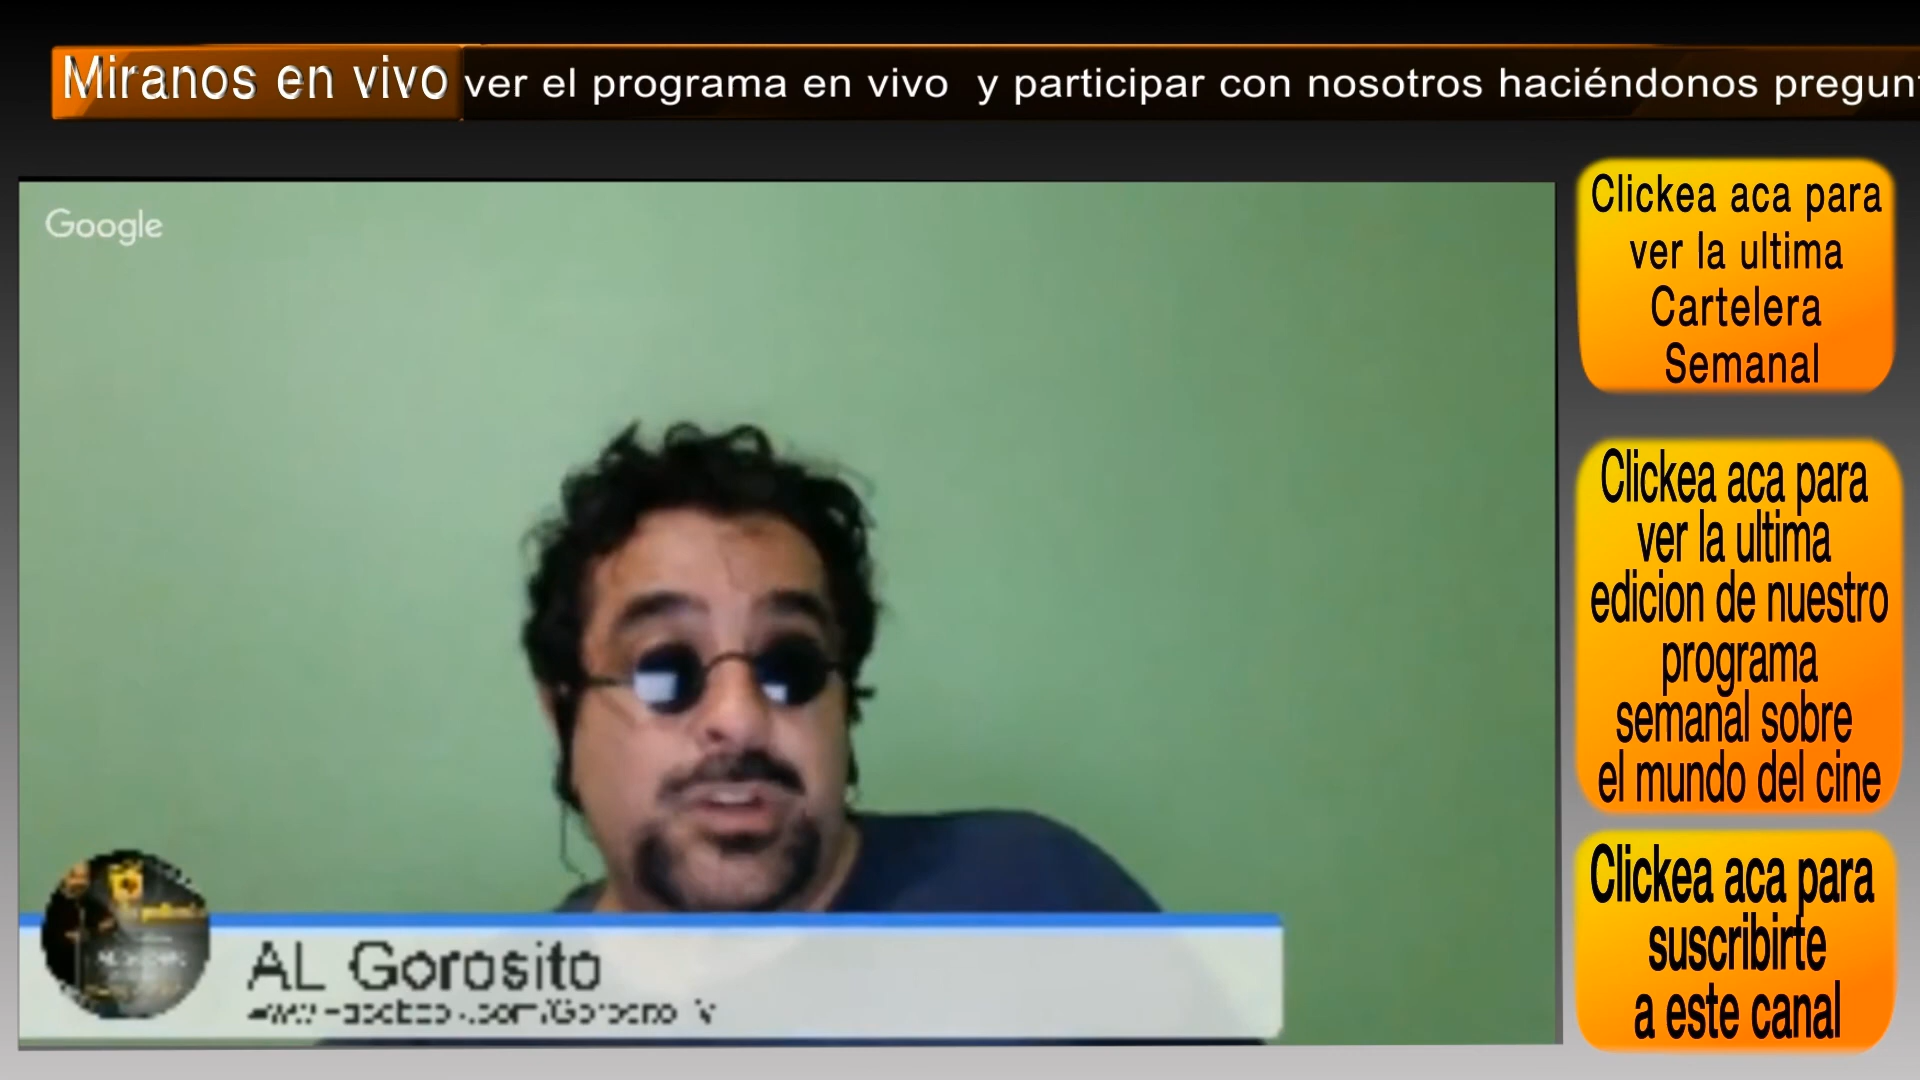 Miranos en vivo ver el programa en vivo y participar con nosotros haciéndonos pregun
Google
Clickea aca para
ver la ultima
Cartelera
Semanal
Clickea aca para
ver la ultima
edicion de nuestro
programa
semanal sobre
el mundo del cine
Clickea aca para
suscribirte
a este canal
AL Gorosito